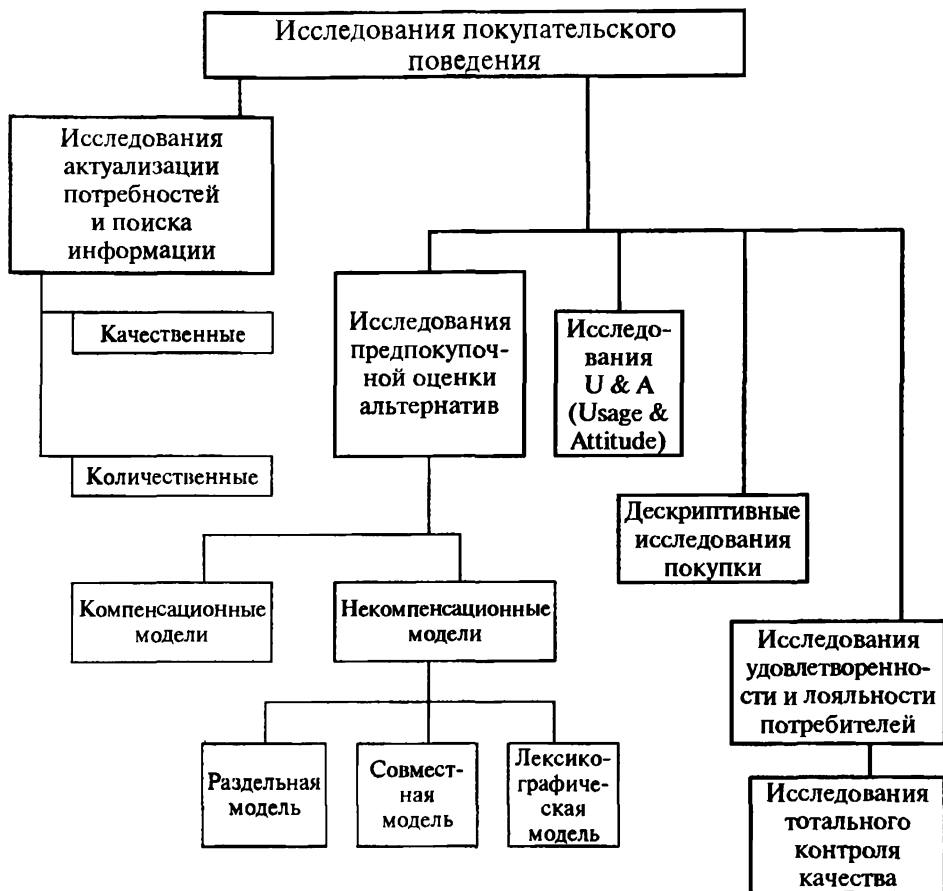 Исследования покупательского
поведения
Исследования
актуализации
потребностей
и поиска
информации
Качественные
Количественные
Исследования
предпокупоч-
ной оценки
альтернатив
Исследо-
вания
U & A
(Usage &
Attitude)
Дескриптивные
исследования
покупки
Компенсационные
модели
Некомпенсационные
модели
Раздельная
модель
Совмест-
ная
модель
Лексико-
графиче-
ская
модель
Исследования
удовлетворенно-
сти и лояльности
потребителей
Исследования
тотального
контроля
качества